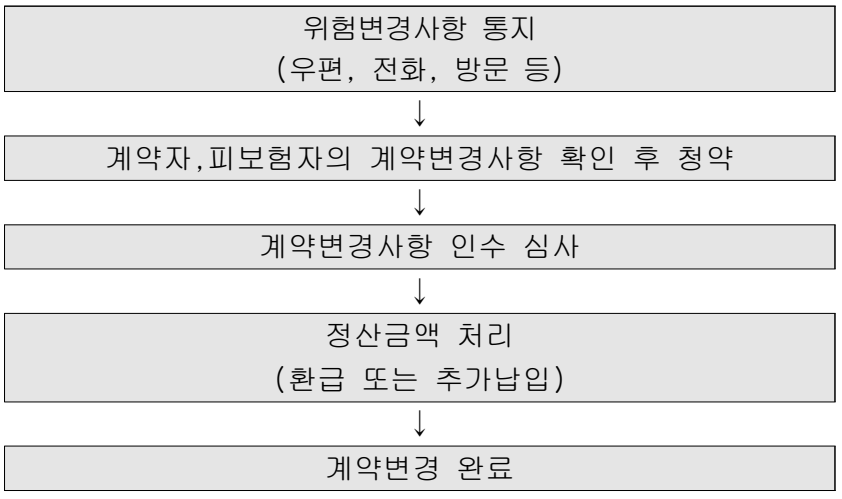 위험변경사항 통지
(우편, 전화, 방문 등)
↓
계약자,피보험자의 계약변경사항 확인 후 청약
↓
계약변경사항 인수 심사
↓
정산금액 처리
(환급 또는 추가납입)
↓
계약변경 완료